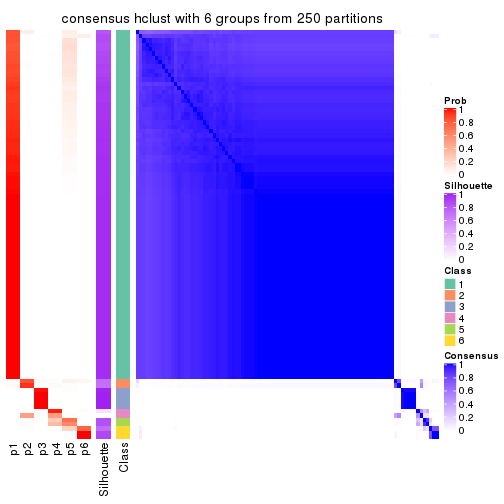 consensus hclust with 6 groups from 250 partitions
Prob
1
0.8
0.6
0.4
0.2
0
Silhouette
1
0.8
0.6
0.4
0.2
0
Class
1
2
3
4
5
6
Consensus
1
0.8
0.6
0.4
0.2
0
p1
p2
p3
p4
p5
p6
Silhouette
Class